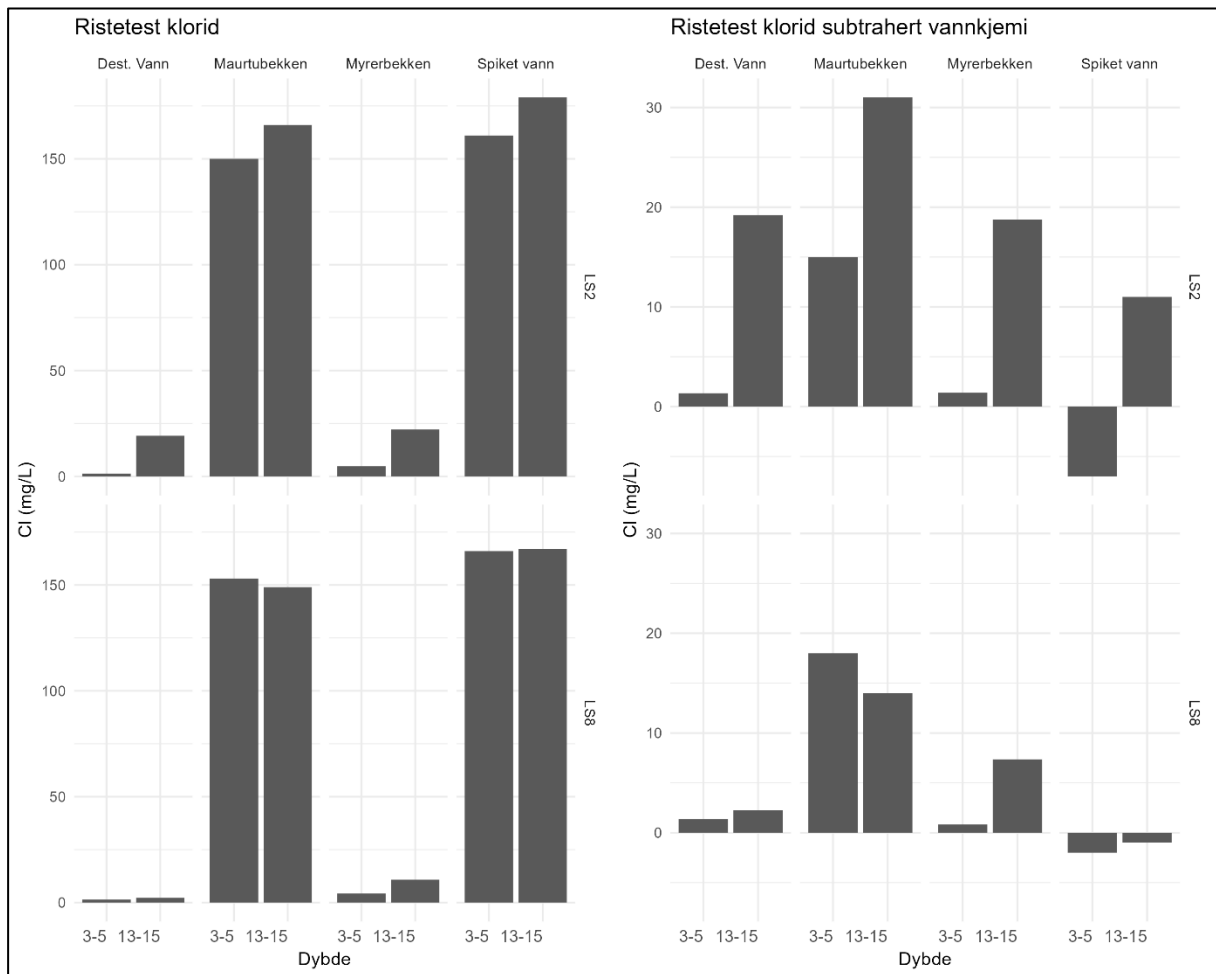 Ristetest klorid
Dest. Vann Maurtubekken Myrerbekken Spiket vann
150
100
50
0
LS2
Cl (mg/L)
150
100
50
0
LS8
3-5 13-15 3-5 13-15 3-5 13-15 3-5 13-15
Dybde
Ristetest klorid subtrahert vannkjemi
Dest. Vann Maurtubekken Myrerbekken Spiket vann
30
20
10
0
LS2
Cl (mg/L)
30
20
10
0
LS8
3-5 13-15 3-5 13-15 3-5 13-15 3-5 13-15
Dybde